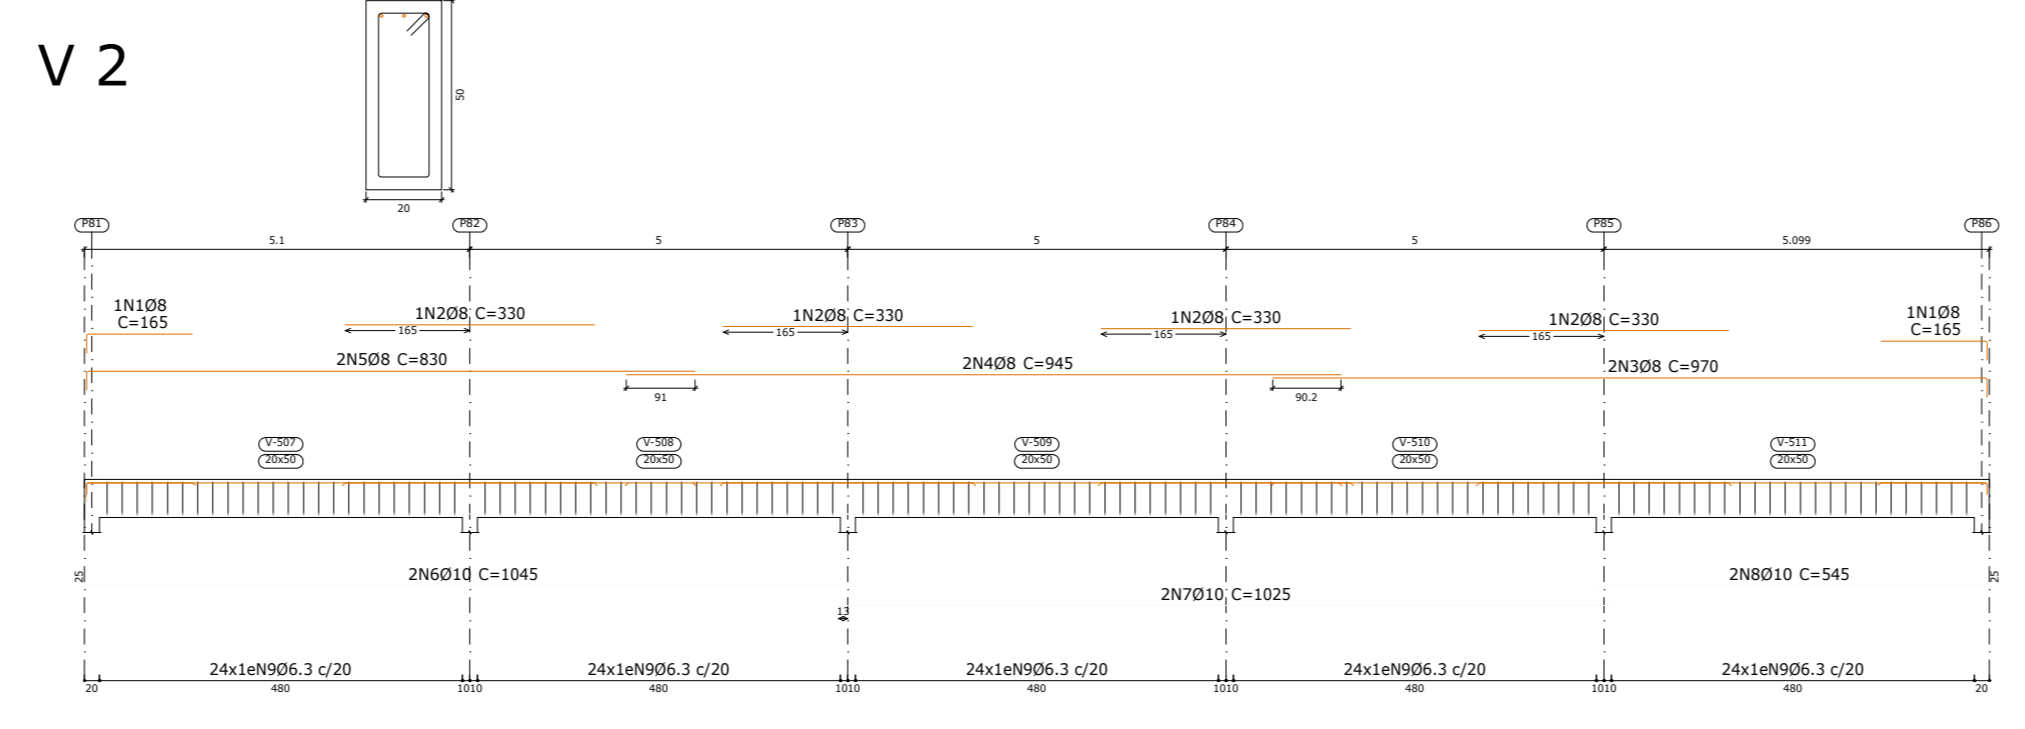 V 2
50
20
P81 P82 P83 P84 P85 P86
5.1 5 5 5 5.099
1N1Ø8
C=165
1N2Ø8 C=330
165
1N2Ø8 C=330
165
1N2Ø8 C=330
165
1N2Ø8 C=330
165
1N1Ø8
C=165
2N5Ø8 C=830
2N4Ø8 C=945
2N3Ø8 C=970
91
90.2
V-507 V-508 V-509 V-510 V-511
20x50 20x50 20x50 20x50 20x50
25
2N6Ø10 C=1045
2N8Ø10 C=545
25
2N7Ø10 C=1025
13
24x1eN9Ø6.3 c/20 24x1eN9Ø6.3 c/20 24x1eN9Ø6.3 c/20 24x1eN9Ø6.3 c/20 24x1eN9Ø6.3 c/20
20 480 1010 480 1010 480 1010 480 1010 480 20